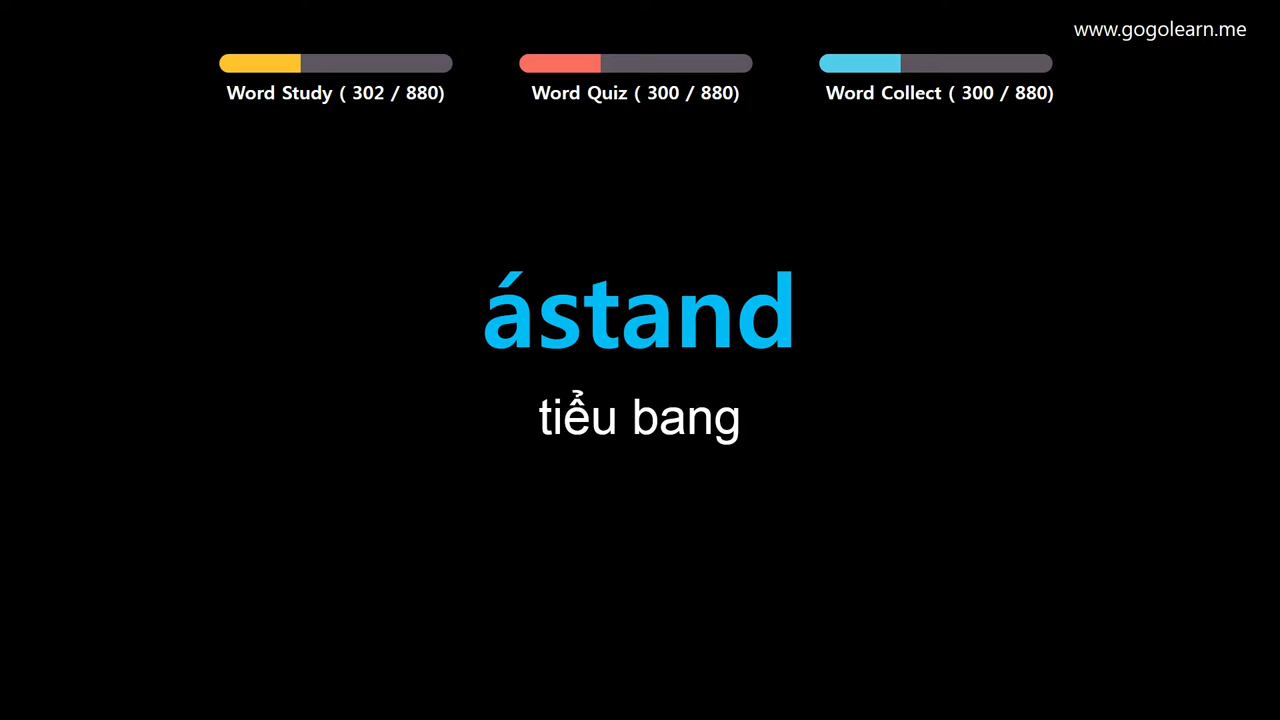 www.gogolearn.me
Word Study ( 302 / 880)
Word Quiz ( 300 / 880)
Word Collect ( 300 / 880)
ástand
tiểu bang